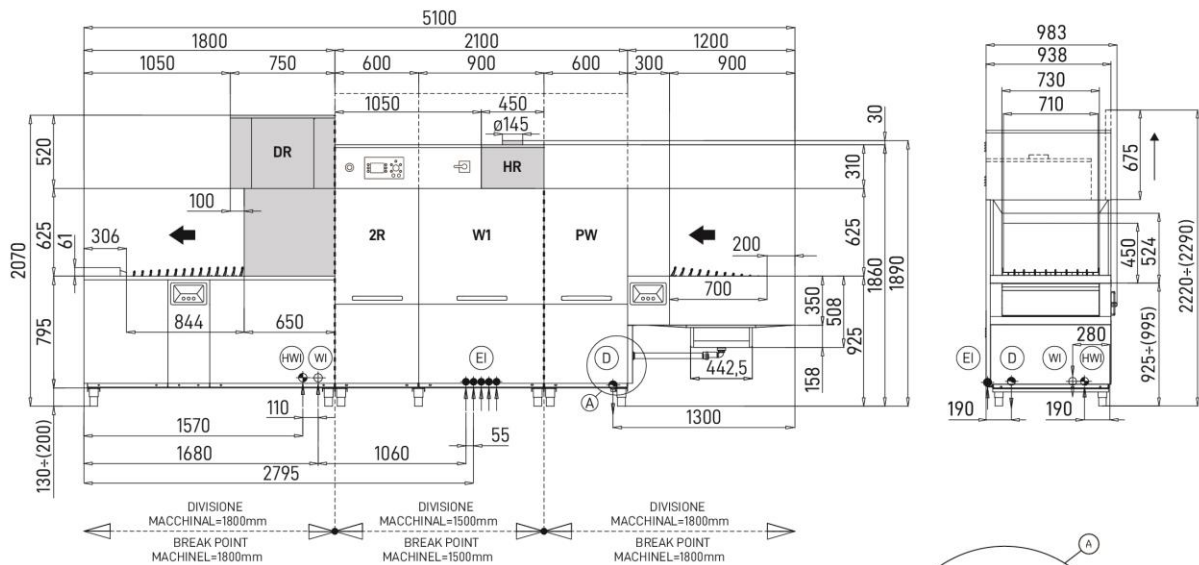 5100
1800 2100 1200
1050 750 600 900 600 300 900
1050 450
ø145
30
DR
HR
520
310
100
306
61
625
2R W1 PW
200
625
700
2070
1860
1890
795
844 650
350
508
925
HWI WI EI D
442,5
158
A
110
55
1570
1300
1680 1060
2795
130÷(200)
DIVISIONE
MACCHINAL=1800mm
BREAK POINT
MACHINEL=1800mm
DIVISIONE
MACCHINAL=1500mm
BREAK POINT
MACHINEL=1500mm
DIVISIONE
MACCHINAL=1800mm
BREAK POINT
MACHINEL=1800mm
983
938
730
710
675
450
524
2220÷(2290)
925÷(995)
280
EI D WI HWI
190 190
A